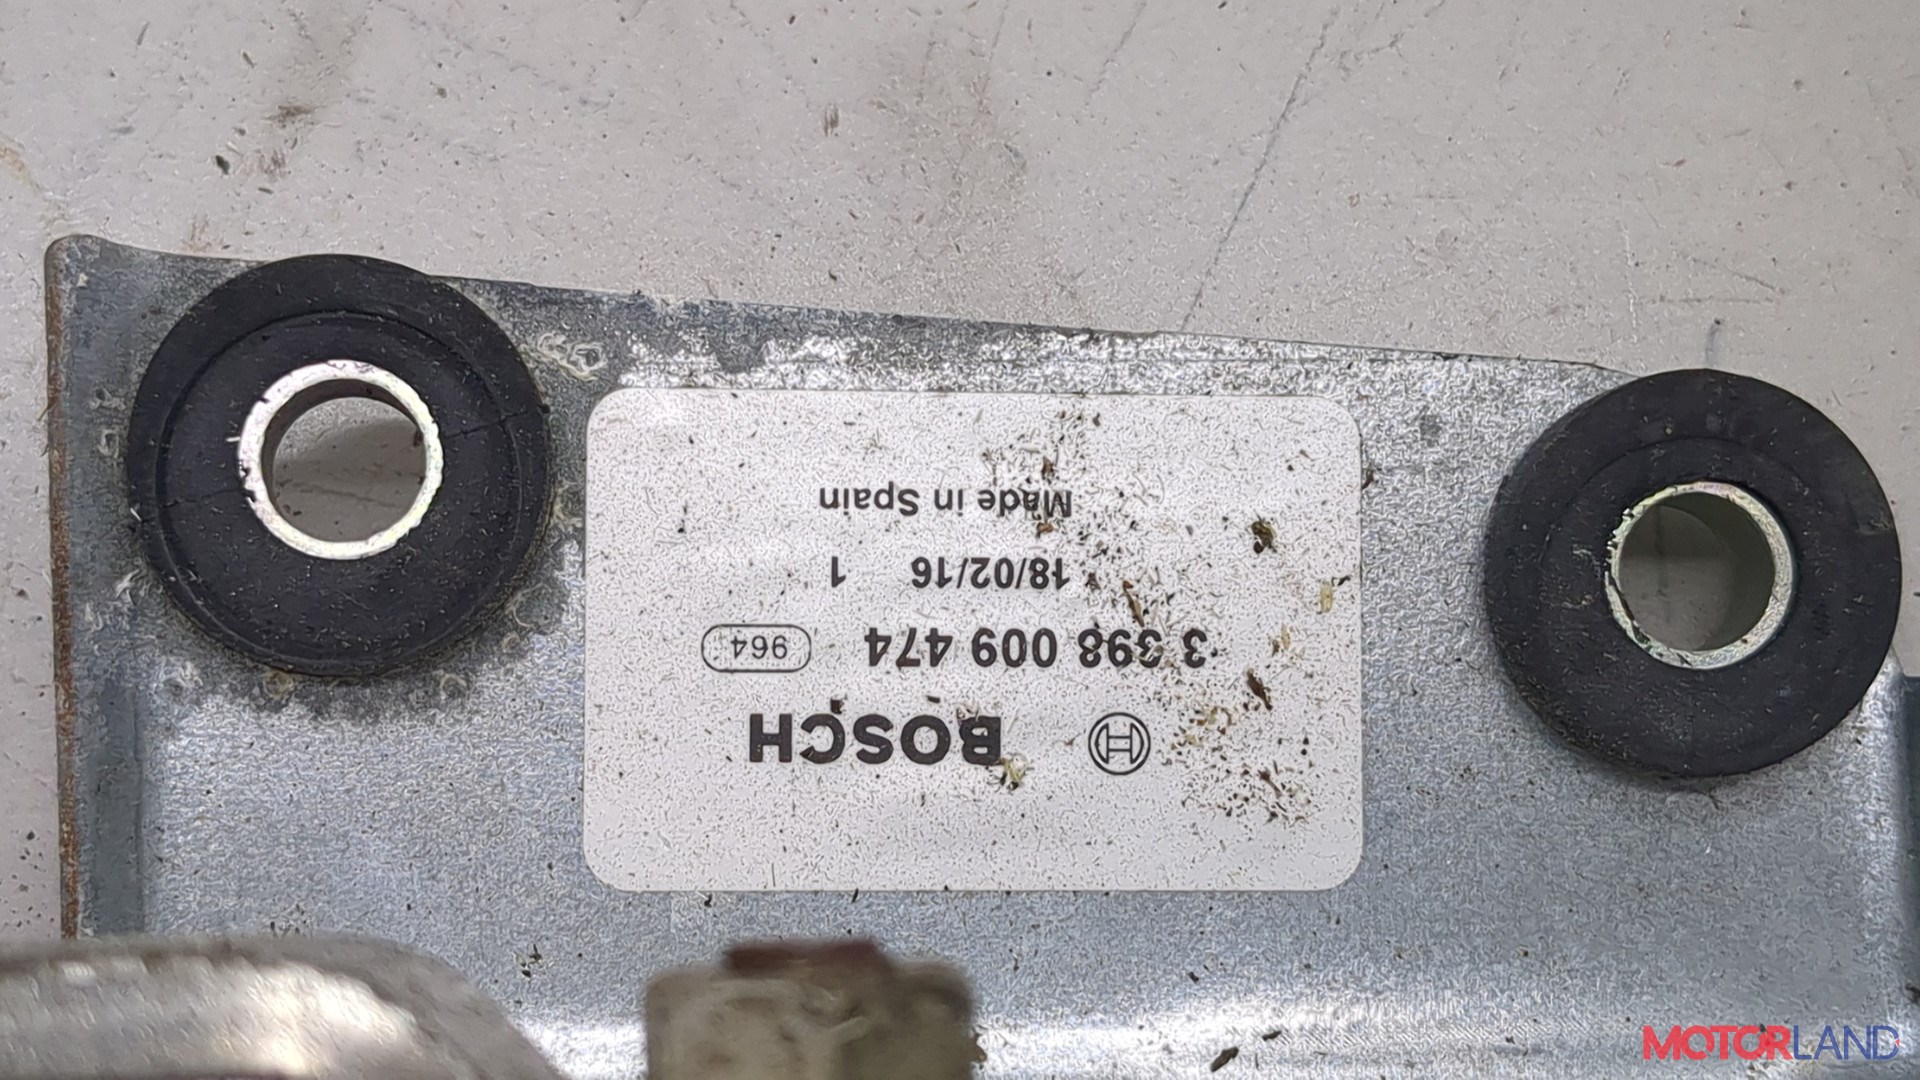 BOSCH
3 398 009 474 964
18/02/16 1
Made in Spain
MOTORLAND